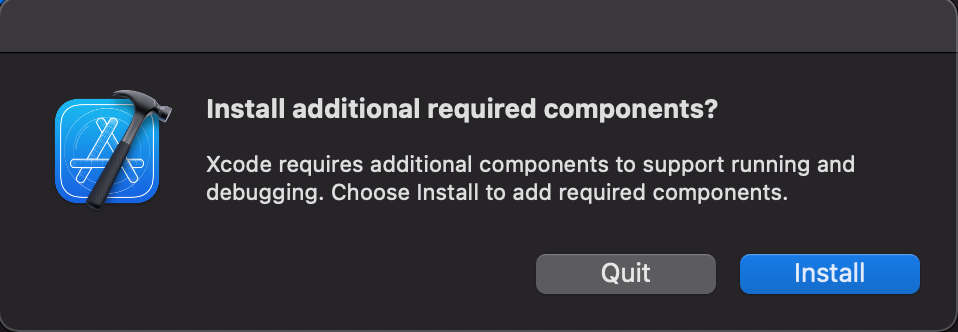 Install additional required components?
Xcode requires additional components to support running and
debugging. Choose Install to add required components.
Quit
Install